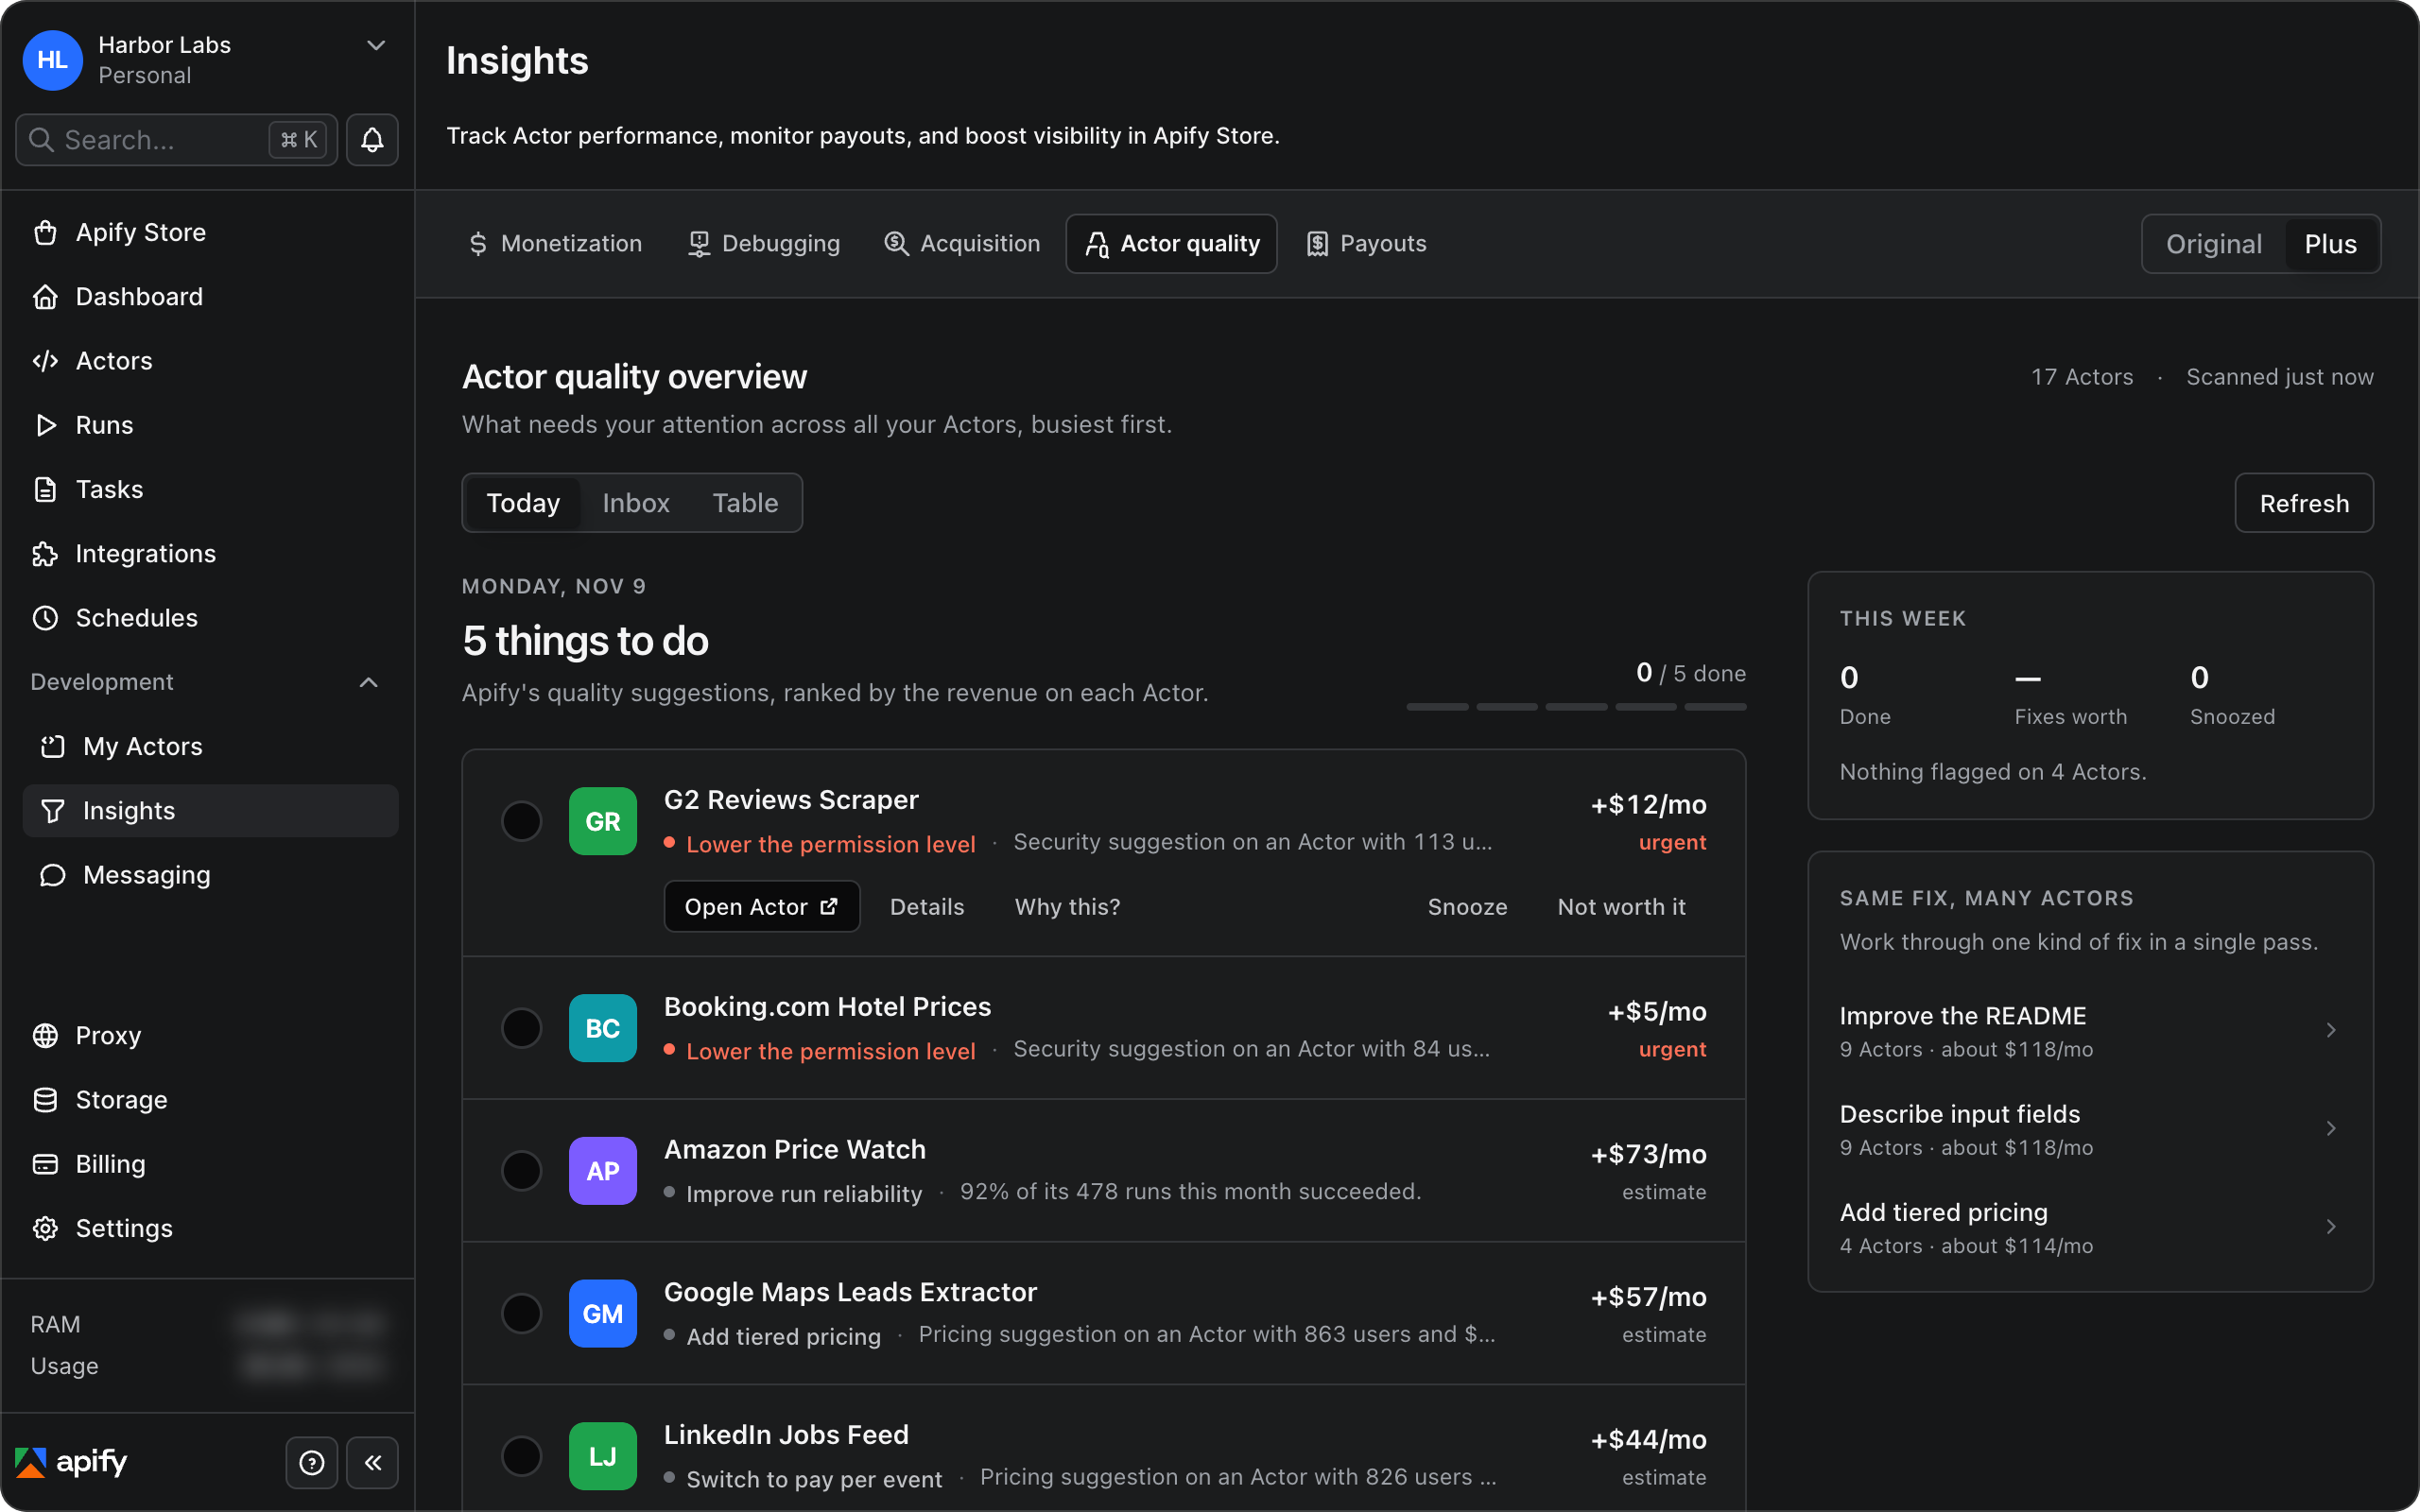 HL
Harbor Labs
Personal
Search...
⌘ K
Apify Store
Dashboard
Actors
Runs
Tasks
Integrations
Schedules
Development
My Actors
Insights
Messaging
Proxy
Storage
Billing
Settings
RAM
Usage
apify
Insights
Track Actor performance, monitor payouts, and boost visibility in Apify Store.
Monetization
Debugging
Acquisition
Actor quality
Payouts
Original
Plus
Actor quality overview
17 Actors · Scanned just now
What needs your attention across all your Actors, busiest first.
Today
Inbox
Table
Refresh
MONDAY, NOV 9
5 things to do
Apify's quality suggestions, ranked by the revenue on each Actor.
0 / 5 done
GR
G2 Reviews Scraper
+$12/mo
Lower the permission level · Security suggestion on an Actor with 113 u...
urgent
Open Actor
Details
Why this?
Snooze
Not worth it
BC
Booking.com Hotel Prices
+$5/mo
Lower the permission level · Security suggestion on an Actor with 84 us...
urgent
AP
Amazon Price Watch
+$73/mo
Improve run reliability · 92% of its 478 runs this month succeeded.
estimate
GM
Google Maps Leads Extractor
+$57/mo
Add tiered pricing · Pricing suggestion on an Actor with 863 users and $...
estimate
LJ
LinkedIn Jobs Feed
+$44/mo
Switch to pay per event · Pricing suggestion on an Actor with 826 users ...
estimate
THIS WEEK
0
Done
—
Fixes worth
0
Snoozed
Nothing flagged on 4 Actors.
SAME FIX, MANY ACTORS
Work through one kind of fix in a single pass.
Improve the README
9 Actors · about $118/mo
Describe input fields
9 Actors · about $118/mo
Add tiered pricing
4 Actors · about $114/mo